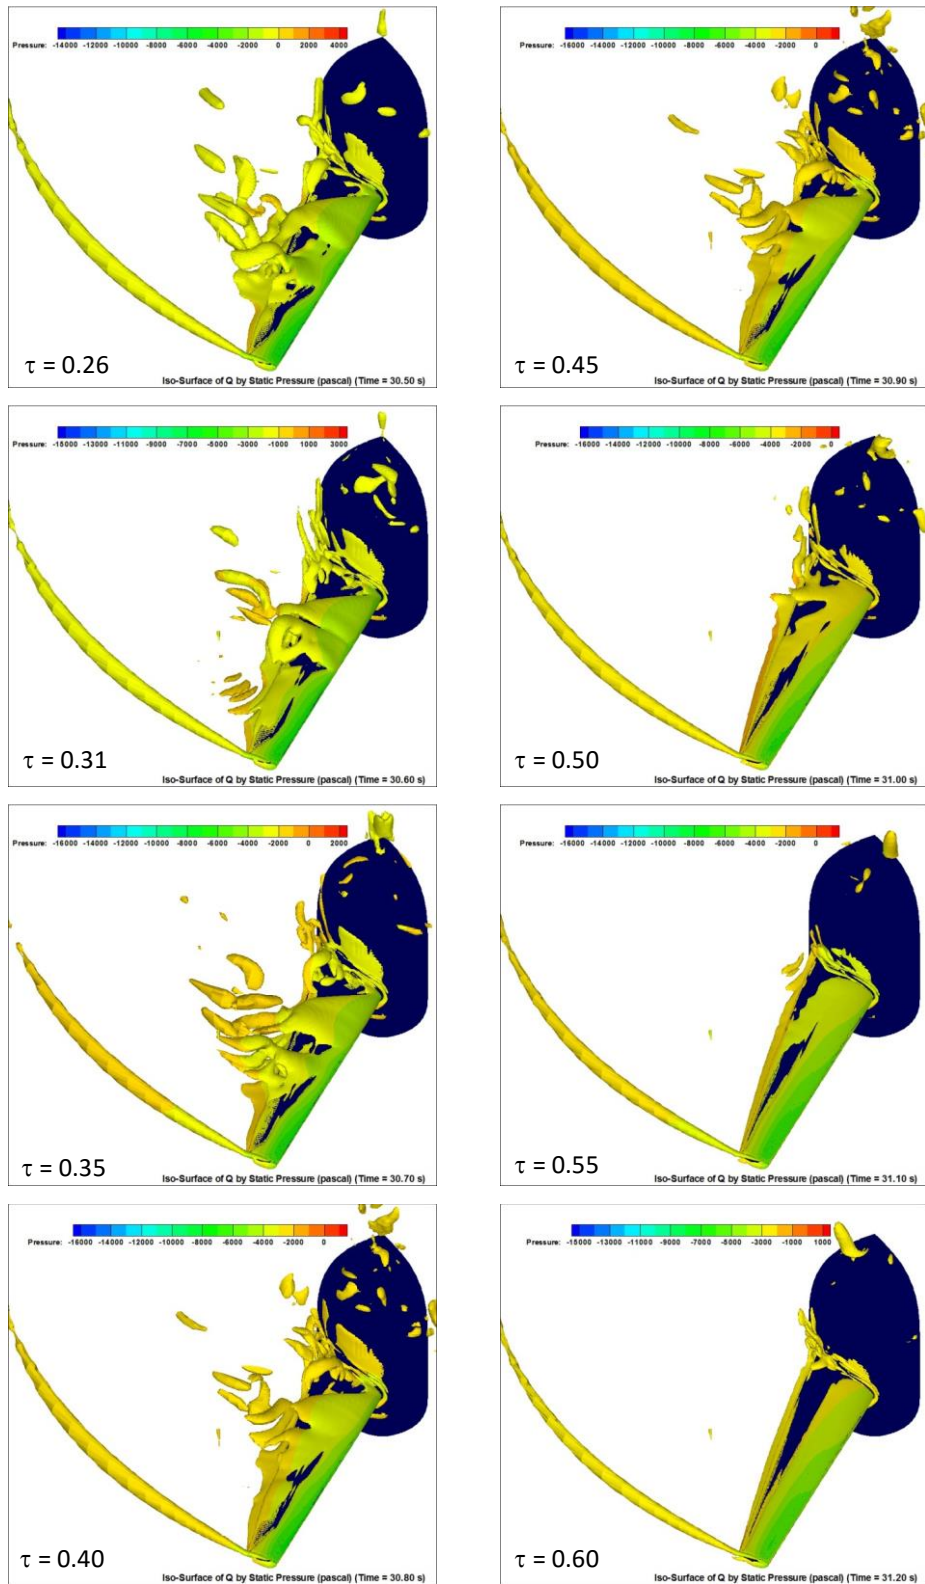 Pressure: -14000 -12000 -10000 -8000 -6000 -4000 -2000 0 2000 4000
τ = 0.26
Iso-Surface of Q by Static Pressure (pascal) (Time = 30.50 s)
Pressure: -15000 -13000 -11000 -9000 -7000 -5000 -3000 -1000 1000 3000
τ = 0.31
Iso-Surface of Q by Static Pressure (pascal) (Time = 30.60 s)
Pressure: -16000 -14000 -12000 -10000 -8000 -6000 -4000 -2000 0 2000
τ = 0.35
Iso-Surface of Q by Static Pressure (pascal) (Time = 30.70 s)
Pressure: -16000 -14000 -12000 -10000 -8000 -6000 -4000 -2000 0
τ = 0.40
Iso-Surface of Q by Static Pressure (pascal) (Time = 30.80 s)
Pressure: -16000 -14000 -12000 -10000 -8000 -6000 -4000 -2000 0
τ = 0.45
Iso-Surface of Q by Static Pressure (pascal) (Time = 30.90 s)
Pressure: -16000 -14000 -12000 -10000 -8000 -6000 -4000 -2000 0
τ = 0.50
Iso-Surface of Q by Static Pressure (pascal) (Time = 31.00 s)
Pressure: -16000 -14000 -12000 -10000 -8000 -6000 -4000 -2000 0
τ = 0.55
Iso-Surface of Q by Static Pressure (pascal) (Time = 31.10 s)
Pressure: -15000 -13000 -11000 -9000 -7000 -5000 -3000 -1000 1000
τ = 0.60
Iso-Surface of Q by Static Pressure (pascal) (Time = 31.20 s)